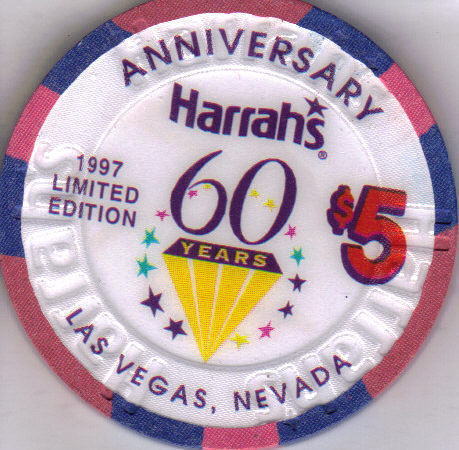 ANNIVERSARY
Harrah's®
1997
LIMITED
EDITION
60
YEARS
$5
LAS VEGAS, NEVADA